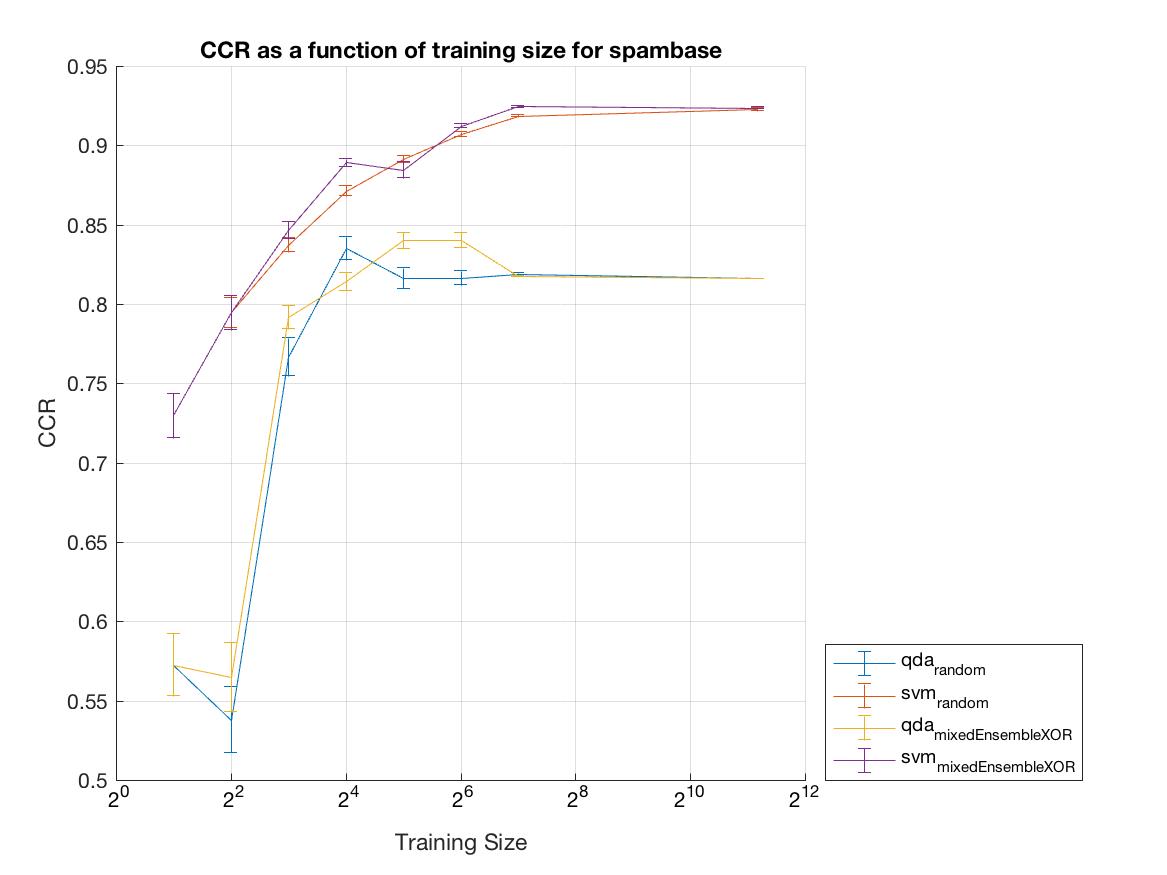 CCR as a function of training size for spambase
0.95
0.9
0.85
0.8
0.75
0.7
0.65
0.6
0.55
0.5
CCR
2^0 2^2 2^4 2^6 2^8 2^10 2^12
Training Size
qda_random
svm_random
qda_mixedEnsembleXOR
svm_mixedEnsembleXOR